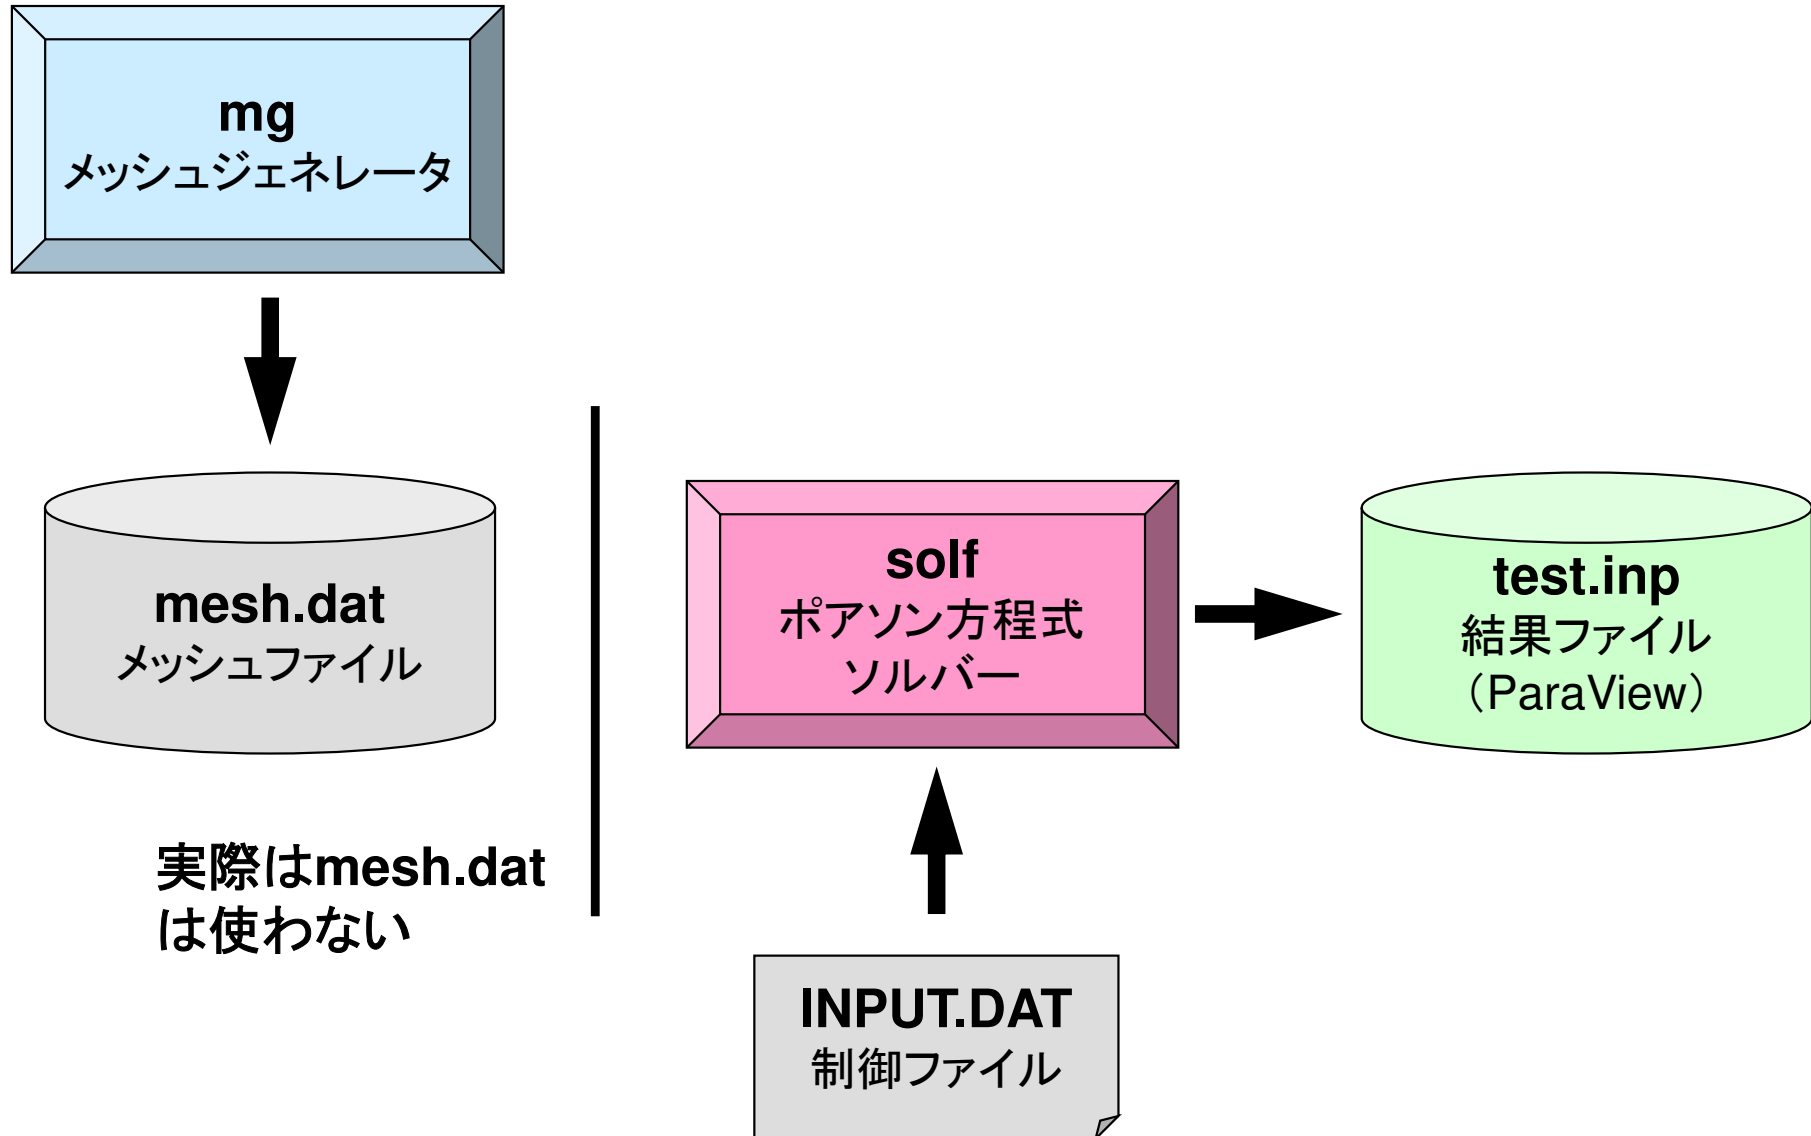 mg
メッシュジェネレータ
mesh.dat
メッシュファイル
実際はmesh.dat
は使わない
solf
ポアソン方程式
ソルバー
test.inp
結果ファイル
（ParaView）
INPUT.DAT
制御ファイル